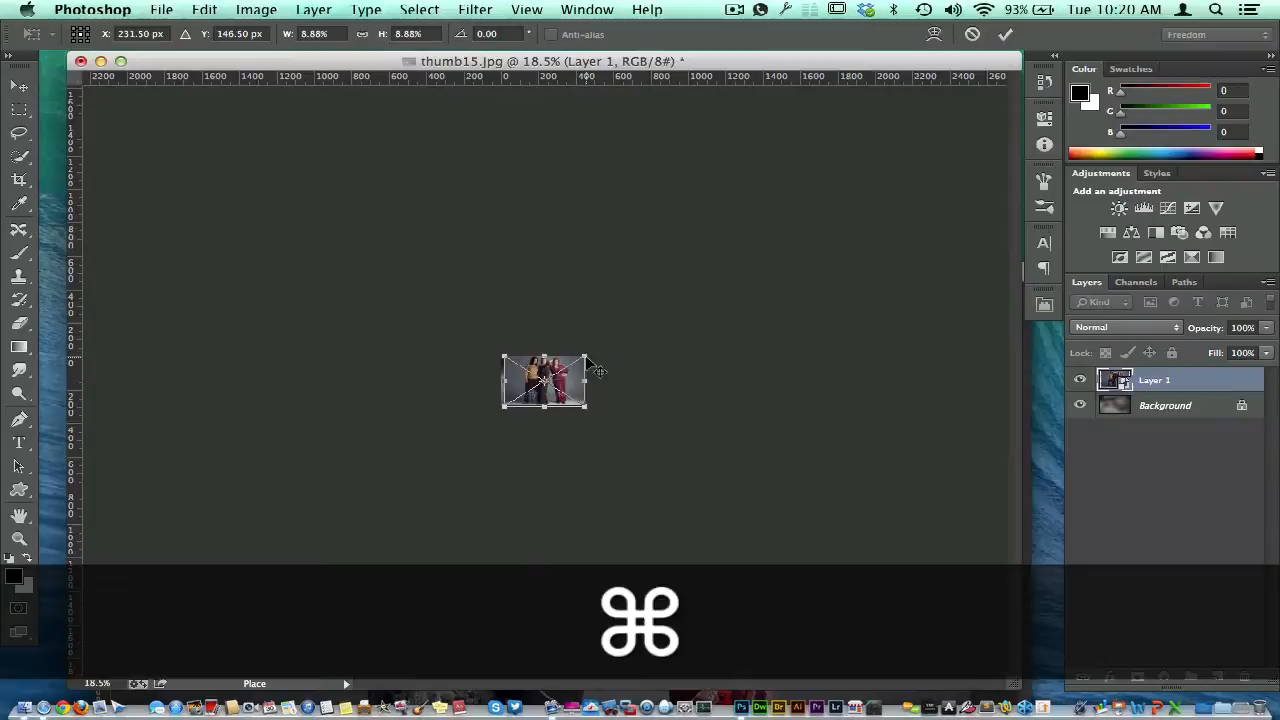 Photoshop File Edit Image Layer Type Select Filter View Window Help 93% Tue 10:20 AM
X: 231.50 px Y: 146.50 px W: 8.88% H: 8.88% 0.00 ° Anti-alias Freedom
thumb15.jpg @ 18.5% (Layer 1, RGB/8#) *
2200 2000 1800 1600 1400 1200 1000 800 600 400 200 0 200 400 600 800 1000 1200 1400 1600 1800 2000 2200 2400 2600
Color Swatches
R 0
G 0
B 0
Adjustments Styles
Add an adjustment
Layers Channels Paths
Kind
Normal Opacity: 100%
Lock: Fill: 100%
Layer 1
Background
18.5% Place